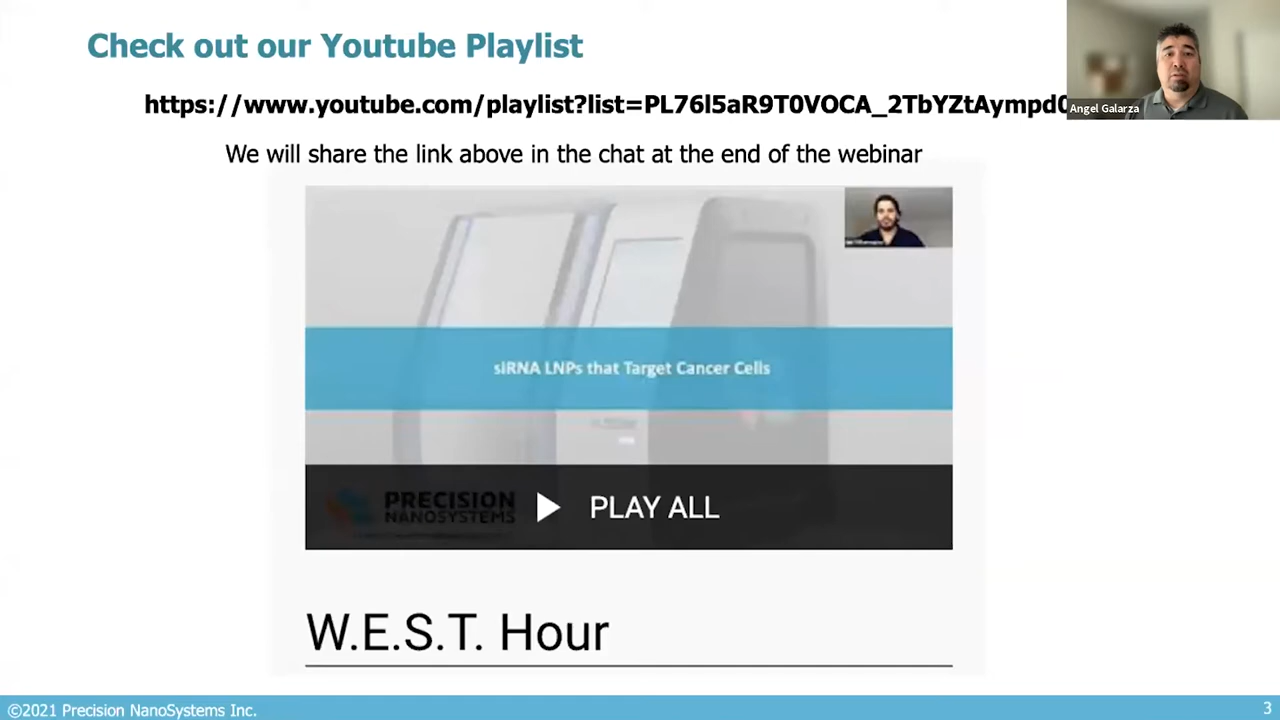 Check out our Youtube Playlist
https://www.youtube.com/playlist?list=PL76l5aR9T0VOCA_2TbYZtAympd
Angel Galarza
We will share the link above in the chat at the end of the webinar
siRNA LNPs that Target Cancer Cells
PRECISION
NANOSYSTEMS
PLAY ALL
W.E.S.T. Hour
©2021 Precision NanoSystems Inc.
3